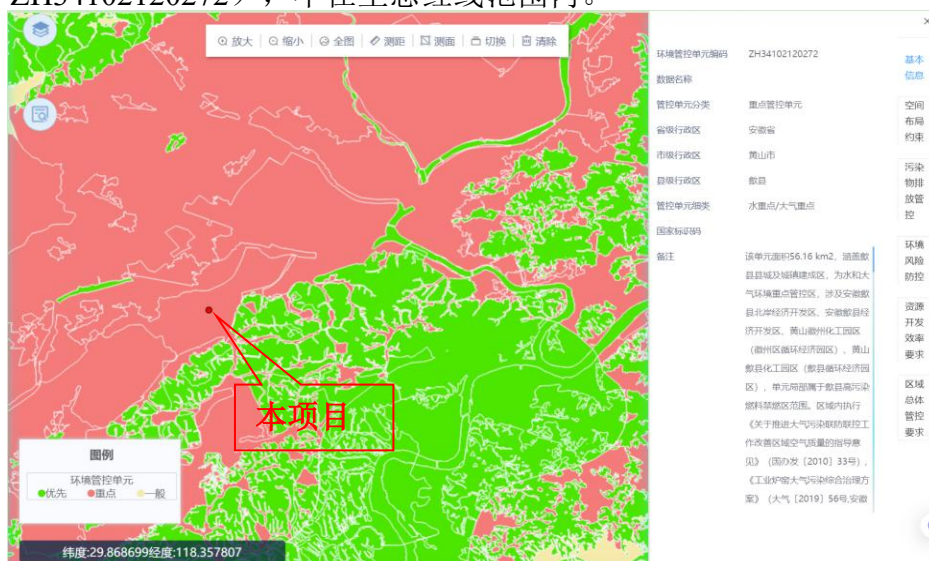 ZH34102120272），不在生态红线范围内。
放大 缩小 全图 测距 测面 切换 清除
本项目
图例
环境管控单元
优先 重点 一般
纬度:29.868699经度:118.357807
环境管控单元编码 ZH34102120272
数据名称
管控单元分类 重点管控单元
省级行政区 安徽省
市级行政区 黄山市
县级行政区 歙县
管控单元细类 水重点/大气重点
国家标识码
备注 该单元面积56.16 km2，涵盖歙
县县城及城镇建成区，为水和大
气环境重点管控区，涉及安徽歙
县北岸经济开发区、安徽歙县经
济开发区、黄山徽州化工园区
（徽州区循环经济园区）、黄山
歙县化工园区（歙县循环经济园
区），单元局部属于歙县高污染
燃料禁燃区范围。区域内执行
《关于推进大气污染联防联控工
作改善区域空气质量的指导意
见》（国办发〔2010〕33号），
《工业炉窑大气污染综合治理方
案》（大气〔2019〕56号,安徽
×
基本
信息
空间
布局
约束
污染
物排
放管
控
环境
风险
防控
资源
开发
效率
要求
区域
总体
管控
要求